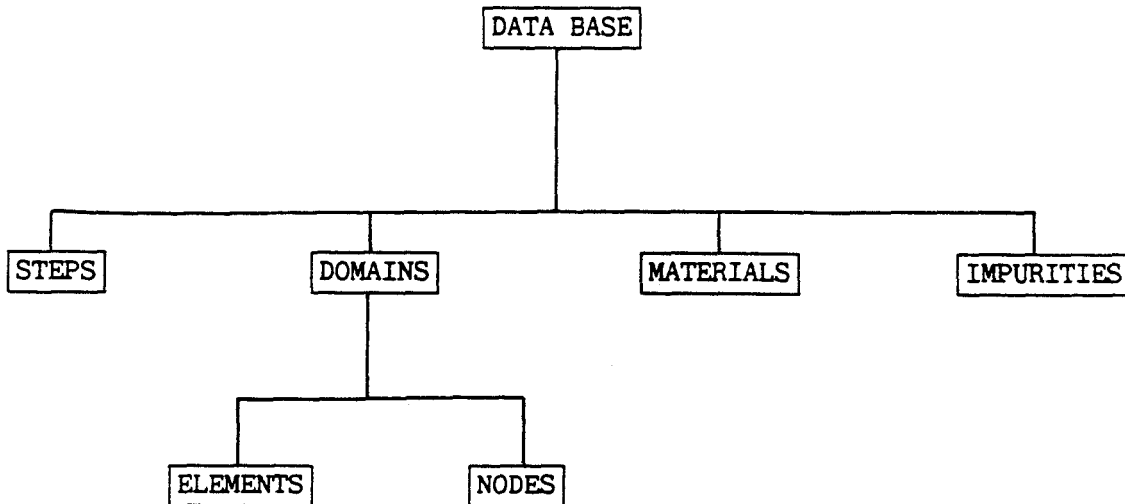 DATA BASE
STEPS
DOMAINS
MATERIALS
IMPURITIES
ELEMENTS
NODES